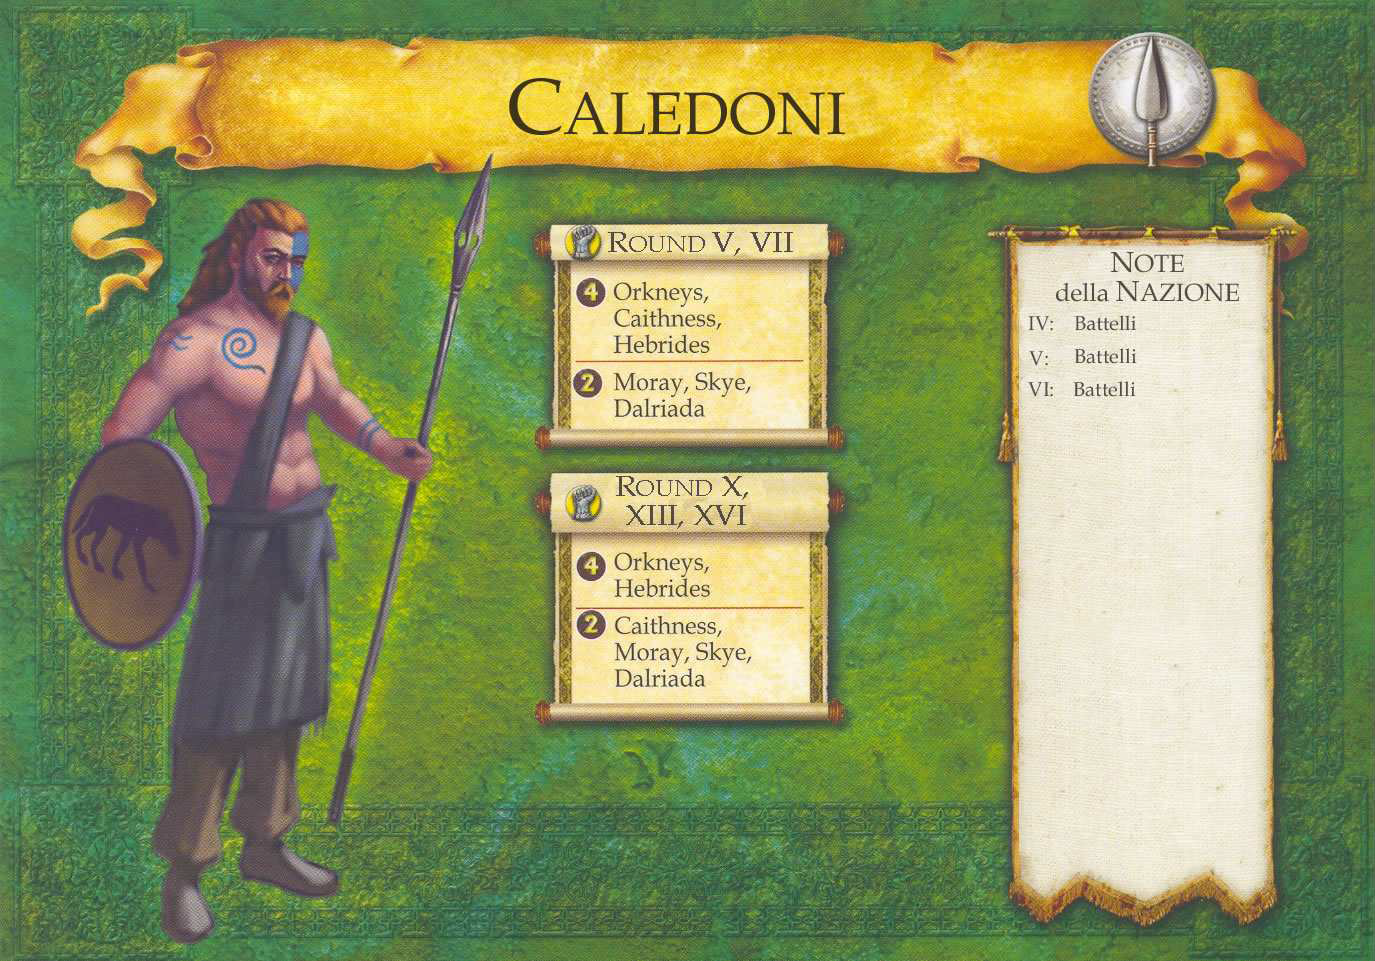 CALEDONI
ROUND V, VII
4 Orkneys,
Caithness,
Hebrides
2 Moray, Skye,
Dalriada
ROUND X,
XIII, XVI
4 Orkneys,
Hebrides
2 Caithness,
Moray, Skye,
Dalriada
NOTE
della NAZIONE
IV: Battelli
V: Battelli
VI: Battelli